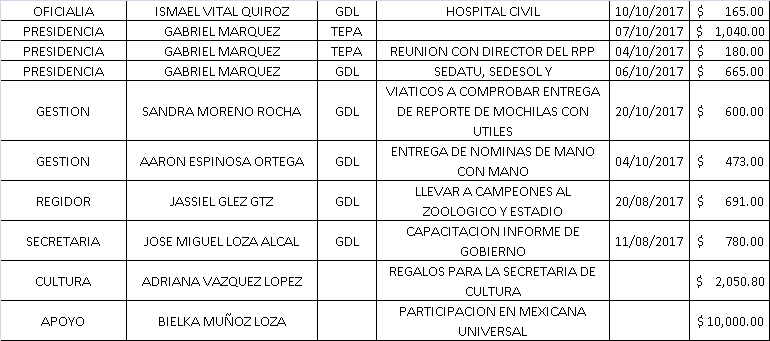 OFICIALIA ISMAEL VITAL QUIROZ GDL HOSPITAL CIVIL 10/10/2017 $ 165.00
PRESIDENCIA GABRIEL MARQUEZ TEPA 07/10/2017 $ 1,040.00
PRESIDENCIA GABRIEL MARQUEZ TEPA REUNION CON DIRECTOR DEL RPP 04/10/2017 $ 180.00
PRESIDENCIA GABRIEL MARQUEZ GDL SEDATU, SEDESOL Y 06/10/2017 $ 665.00
VIATICOS A COMPROBAR ENTREGA
GESTION SANDRA MORENO ROCHA GDL DE REPORTE DE MOCHILAS CON 20/10/2017 $ 600.00
UTILES
GESTION AARON ESPINOSA ORTEGA GDL ENTREGA DE NOMINAS DE MANO 04/10/2017 $ 473.00
CON MANO
REGIDOR JASSIEL GLEZ GTZ GDL LLEVAR A CAMPEONES AL 20/08/2017 $ 691.00
ZOOLOGICO Y ESTADIO
SECRETARIA JOSE MIGUEL LOZA ALCAL GDL CAPACITACION INFORME DE 11/08/2017 $ 780.00
GOBIERNO
CULTURA ADRIANA VAZQUEZ LOPEZ REGALOS PARA LA SECRETARIA DE $ 2,050.80
CULTURA
APOYO BIELKA MUÑOZ LOZA PARTICIPACION EN MEXICANA $ 10,000.00
UNIVERSAL